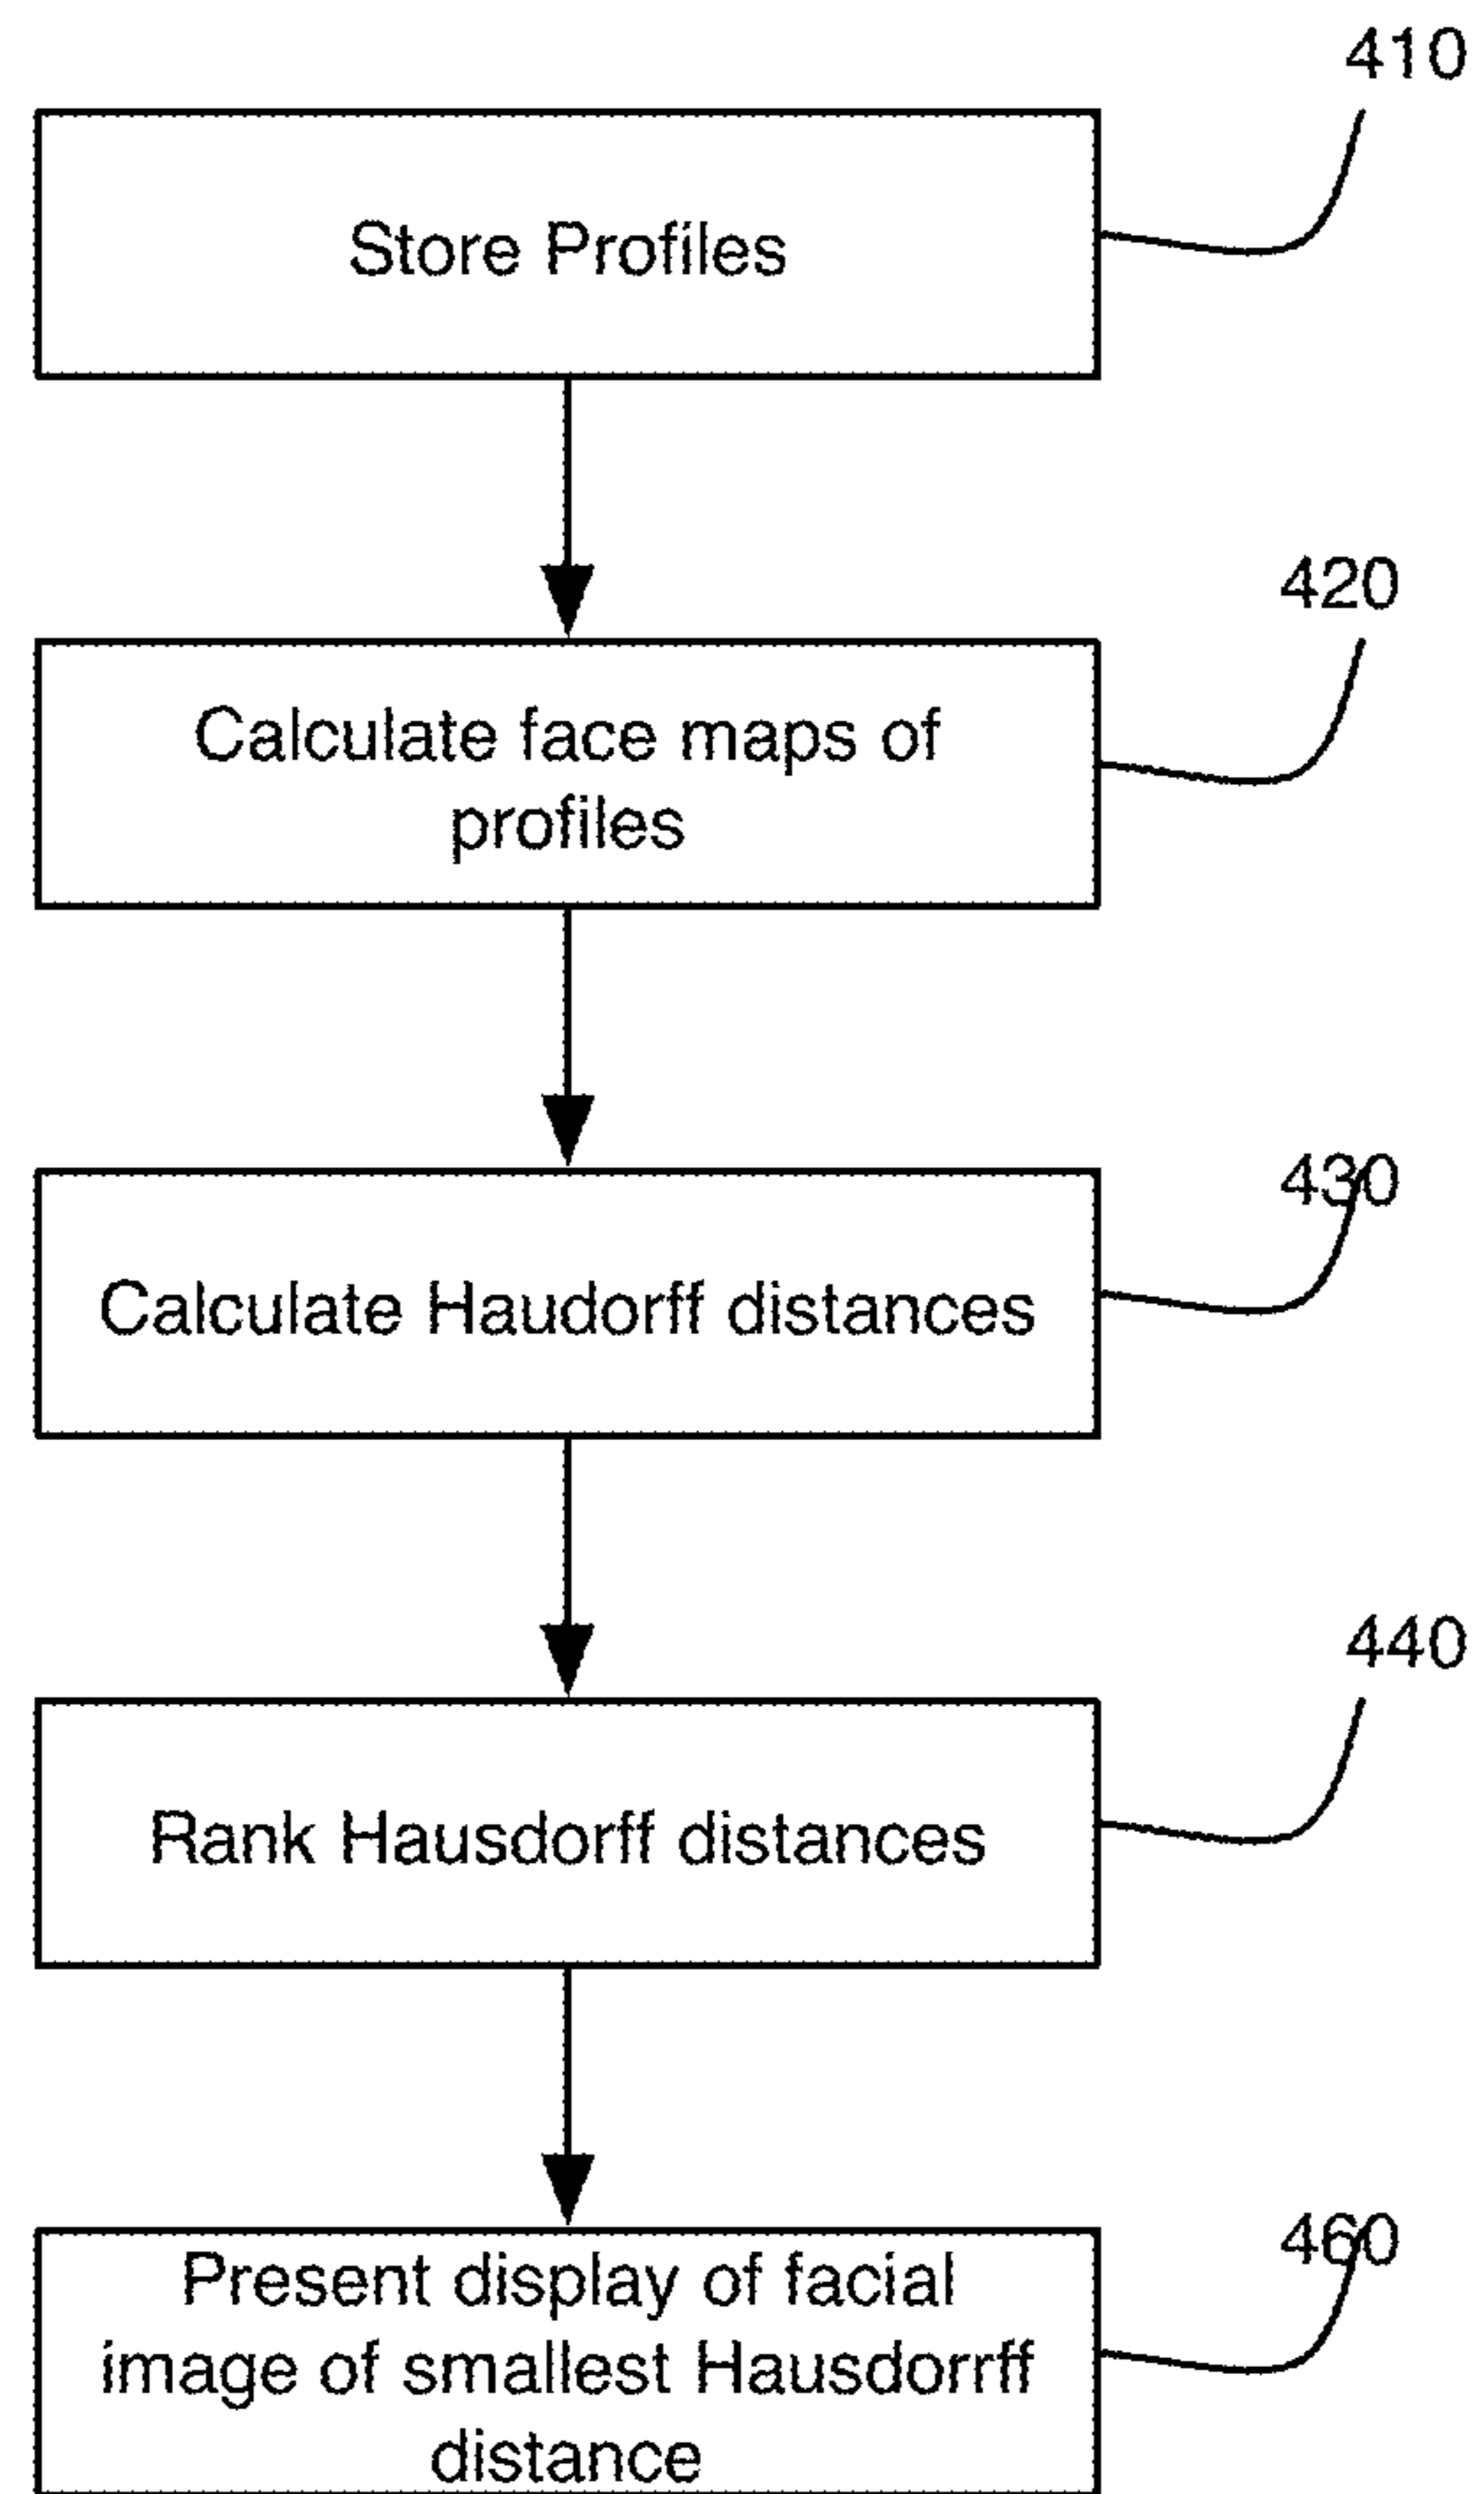 410
Store Profiles
420
Calculate face maps of
profiles
430
Calculate Haudorff distances
440
Rank Hausdorff distances
460
Present display of facial
image of smallest Hausdorrff
distance